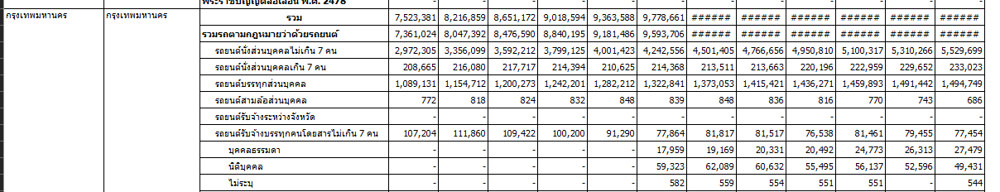 พระราชบัญญัติล้อเลื่อน พ.ศ. 2478 - - - - - - - - - - - -
กรุงเทพมหานคร กรุงเทพมหานคร รวม 7,523,381 8,216,859 8,651,172 9,018,594 9,363,588 9,778,661 ###### ###### ###### ###### ###### ######
รวมรถตามกฎหมายว่าด้วยรถยนต์ 7,361,024 8,047,392 8,476,590 8,840,195 9,181,486 9,593,706 ###### ###### ###### ###### ###### ######
รถยนต์นั่งส่วนบุคคลไม่เกิน 7 คน 2,972,305 3,356,099 3,592,212 3,799,125 4,001,423 4,242,556 4,501,405 4,766,656 4,950,810 5,100,317 5,310,266 5,529,699
รถยนต์นั่งส่วนบุคคลเกิน 7 คน 208,665 216,080 217,717 214,394 210,625 214,368 213,511 213,663 220,196 222,959 229,652 233,023
รถยนต์บรรทุกส่วนบุคคล 1,089,131 1,154,712 1,200,273 1,242,201 1,282,212 1,322,841 1,373,053 1,415,421 1,436,271 1,459,893 1,491,442 1,494,749
รถยนต์สามล้อส่วนบุคคล 772 818 824 832 848 839 848 836 816 770 743 686
รถยนต์รับจ้างระหว่างจังหวัด - - - - - - - - - - - -
รถยนต์รับจ้างบรรทุกคนโดยสารไม่เกิน 7 คน 107,204 111,860 109,422 100,200 91,290 77,864 81,817 81,517 76,538 81,461 79,455 77,454
บุคคลธรรมดา - - - - - 17,959 19,169 20,331 20,492 24,773 26,313 27,479
นิติบุคคล - - - - - 59,323 62,089 60,632 55,495 56,137 52,596 49,431
ไม่ระบุ - - - - - 582 559 554 551 551 - 544